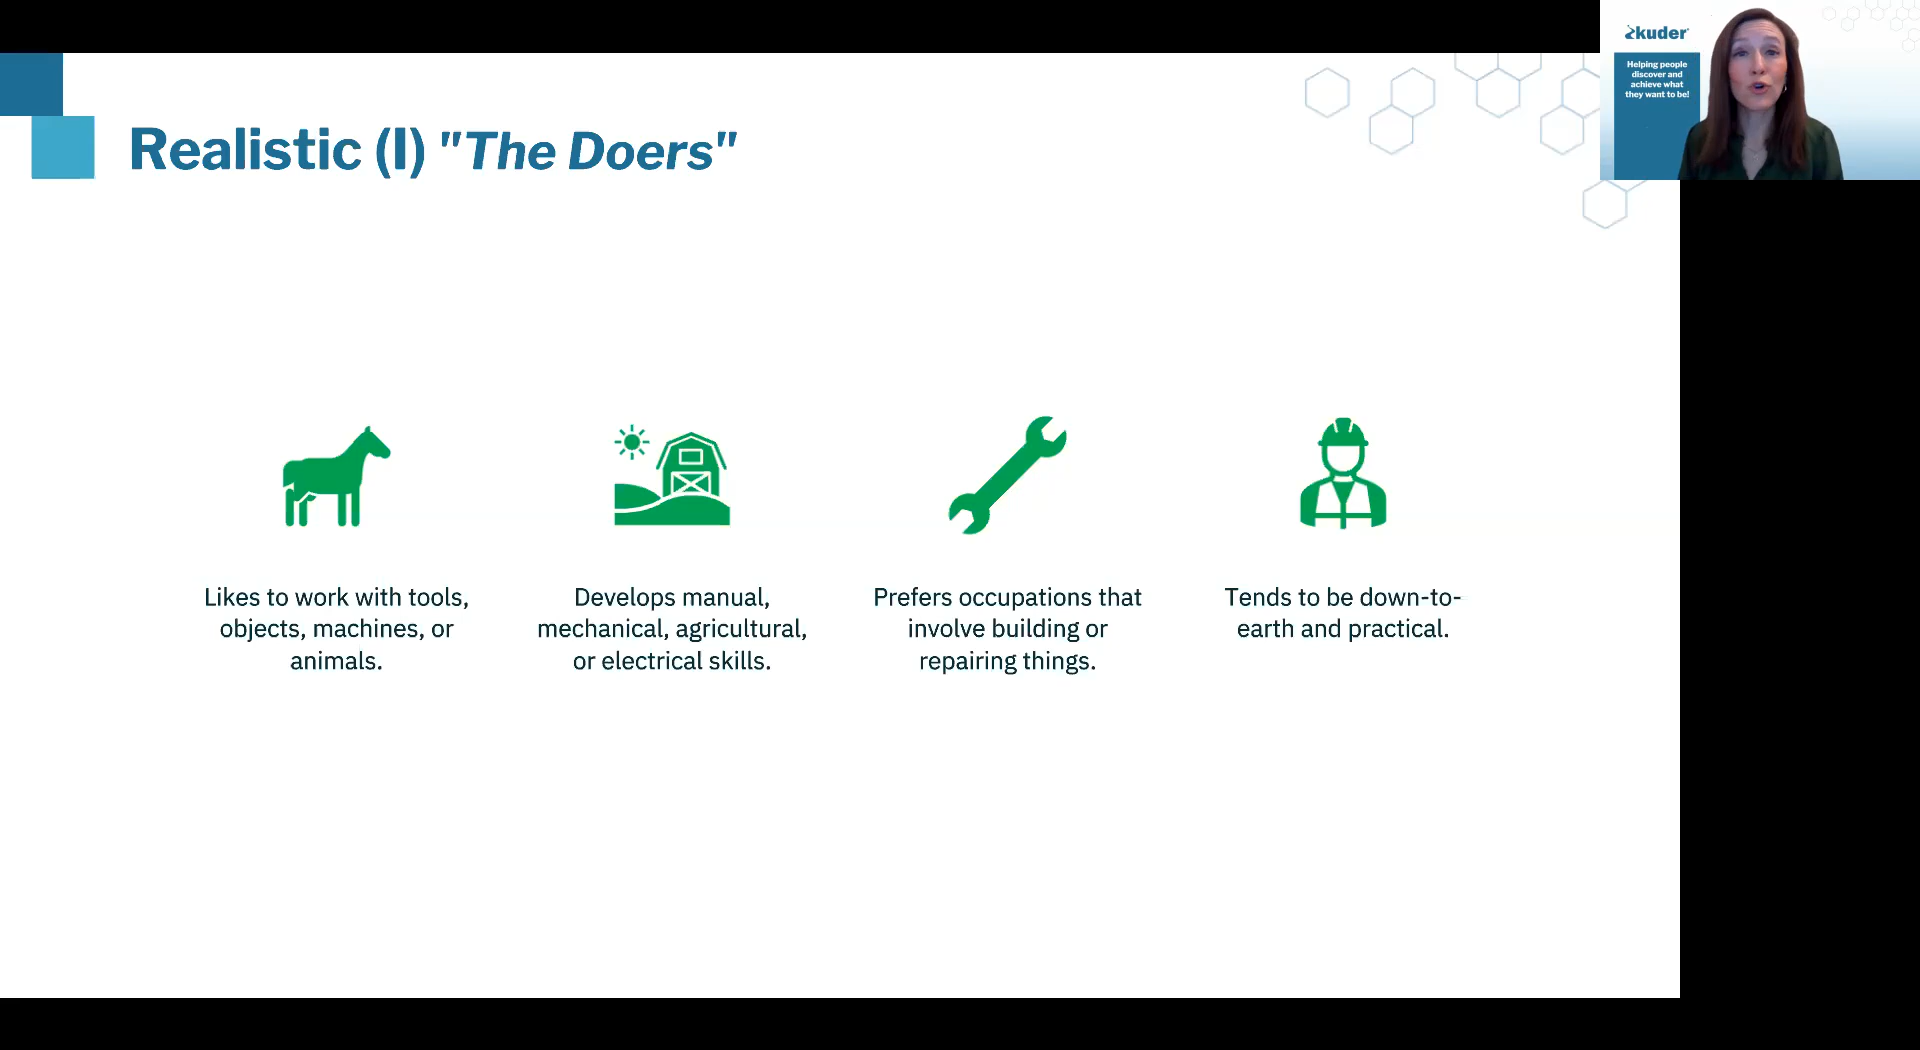 Realistic (I) "The Doers"
Likes to work with tools,
objects, machines, or
animals.
Develops manual,
mechanical, agricultural,
or electrical skills.
Prefers occupations that
involve building or
repairing things.
Tends to be down-to-
earth and practical.
kuder
Helping people
discover and
achieve what
they want to be!